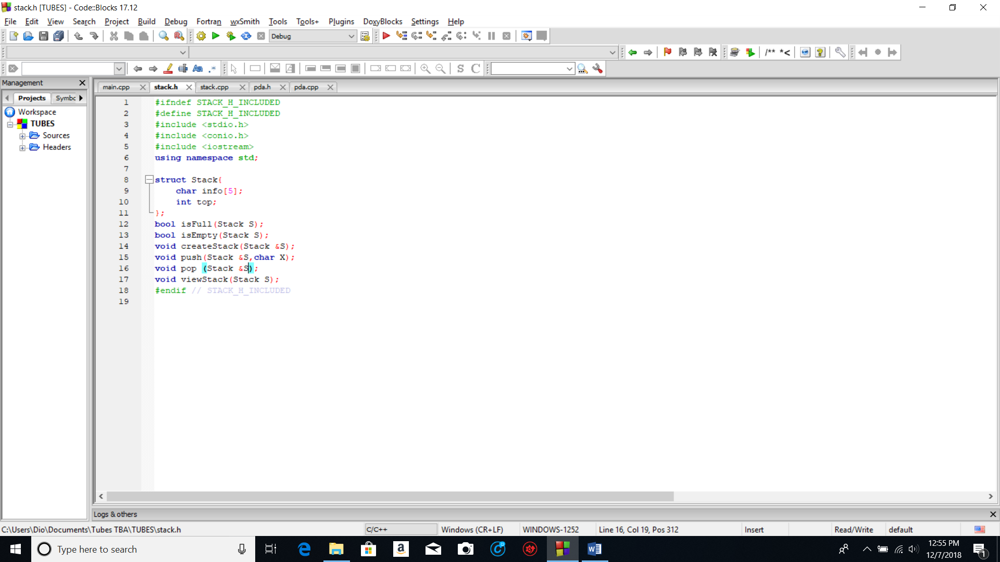 stack.h [TUBES] - Code::Blocks 17.12
File Edit View Search Project Build Debug Fortran wxSmith Tools Tools+ Plugins DoxyBlocks Settings Help
Debug
/** *<
Aa .*
S C
Management
main.cpp stack.h stack.cpp pda.h pda.cpp
Projects Symbc
Workspace
TUBES
Sources
Headers
1 #ifndef STACK_H_INCLUDED
2 #define STACK_H_INCLUDED
3 #include <stdio.h>
4 #include <conio.h>
5 #include <iostream>
6 using namespace std;
7
8 struct Stack{
9 char info[5];
10 int top;
11 };
12 bool isFull(Stack S);
13 bool isEmpty(Stack S);
14 void createStack(Stack &S);
15 void push(Stack &S,char X);
16 void pop (Stack &S);
17 void viewStack(Stack S);
18 #endif // STACK_H_INCLUDED
19
Logs & others
C:\Users\Dio\Documents\Tubes TBA\TUBES\stack.h C/C++ Windows (CR+LF) WINDOWS-1252 Line 16, Col 19, Pos 312 Insert Read/Write default
Type here to search
12:55 PM
12/7/2018
1